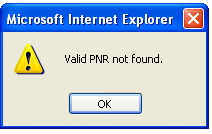 Microsoft Internet Explorer
Valid PNR not found.
OK